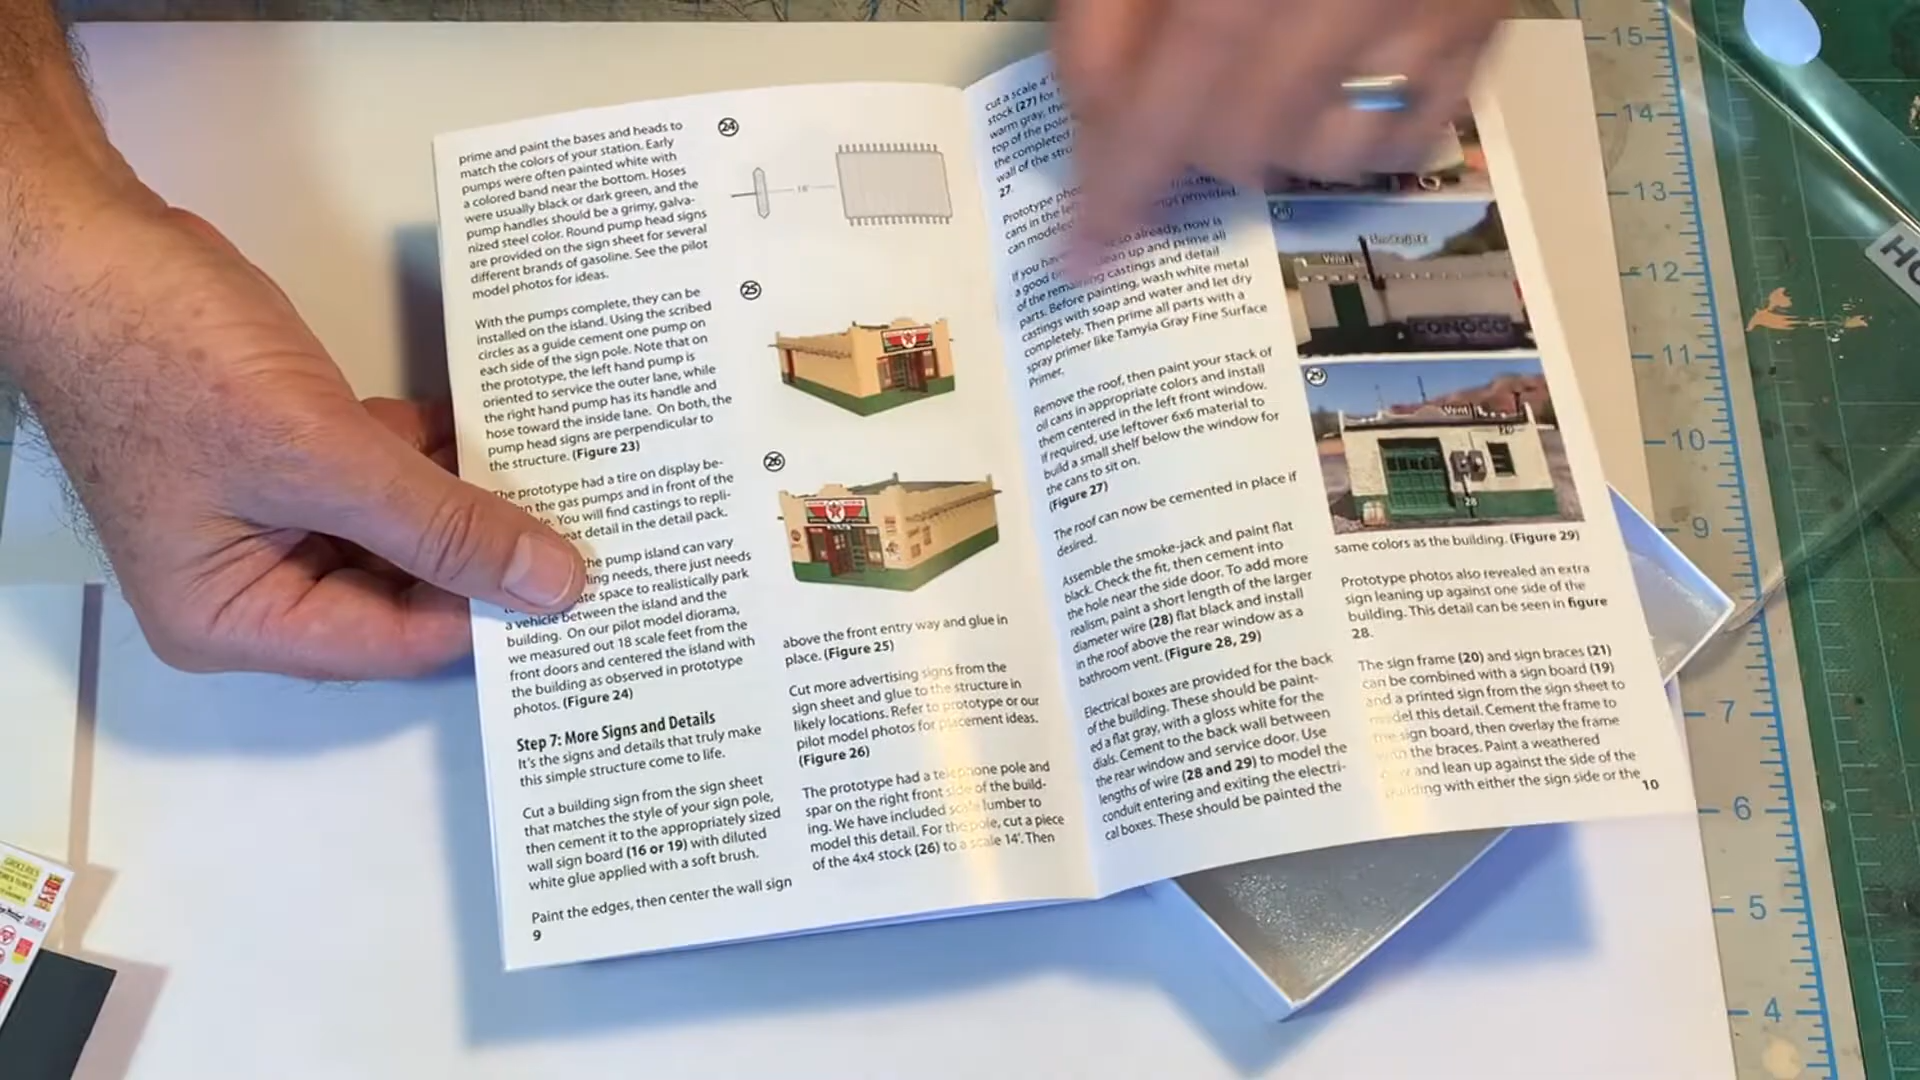 prime and paint the bases and heads to
match the colors of your station. Early
pumps were often painted white with
a colored band near the bottom. Hoses
were usually black or dark green, and the
pump handles should be a grimy, galva-
nized steel color. Round pump head signs
are provided on the sign sheet for several
different brands of gasoline. See the pilot
model photos for ideas.
With the pumps complete, they can be
installed on the island. Using the scribed
circles as a guide cement one pump on
each side of the sign pole. Note that on
the prototype, the left hand pump is
oriented to service the outer lane, while
the right hand pump has its handle and
hose toward the inside lane. On both, the
pump head signs are perpendicular to
the structure. (Figure 23)
The prototype had a tire on display be-
the gas pumps and in front of the
You will find castings to repli-
detail in the detail pack.
the pump island can vary
needs, there just needs
space to realistically park
a vehicle between the island and the
building. On our pilot model diorama,
we measured out 18 scale feet from the
front doors and centered the island with
the building as observed in prototype
photos. (Figure 24)
Step 7: More Signs and Details
It's the signs and details that truly make
this simple structure come to life.
Cut a building sign from the sign sheet
that matches the style of your sign pole,
then cement it to the appropriately sized
wall sign board (16 or 19) with diluted
white glue applied with a soft brush.
Paint the edges, then center the wall sign
9
24
18'
25
26
above the front entry way and glue in
place. (Figure 25)
Cut more advertising signs from the
sign sheet and glue to the structure in
likely locations. Refer to prototype or our
pilot model photos for placement ideas.
(Figure 26)
The prototype had a telephone pole and
spar on the right front side of the build-
ing. We have included scale lumber to
model this detail. For the pole, cut a piece
of the 4x4 stock (26) to a scale 14'. Then
cut a scale 4'
stock (27) for
warm gray, the
top of the pole
the completed
wall of the
27.
Prototype
cans in the
can modeled provided.
If you have so already, now is
a good clean up and prime all
of the remaining castings and detail
parts. Before painting, wash white metal
castings with soap and water and let dry
completely. Then prime all parts with a
spray primer like Tamyia Gray Fine Surface
Primer.
Remove the roof, then paint your stack of
oil cans in appropriate colors and install
them centered in the left front window.
If required, use leftover 6x6 material to
build a small shelf below the window for
the cans to sit on.
(Figure 27)
The roof can now be cemented in place if
desired.
Assemble the smoke-jack and paint flat
black. Check the fit, then cement into
the hole near the side door. To add more
realism, paint a short length of the larger
diameter wire (28) flat black and install
in the roof above the rear window as a
bathroom vent. (Figure 28, 29)
Electrical boxes are provided for the back
of the building. These should be paint-
ed a flat gray, with a gloss white for the
dials. Cement to the back wall between
the rear window and service door. Use
lengths of wire (28 and 29) to model the
conduit entering and exiting the electri-
cal boxes. These should be painted the
Vent
CONOCO
29
Vent
29
28
same colors as the building. (Figure 29)
Prototype photos also revealed an extra
sign leaning up against one side of the
building. This detail can be seen in figure
28.
The sign frame (20) and sign braces (21)
can be combined with a sign board (19)
and a printed sign from the sign sheet to
model this detail. Cement the frame to
the sign board, then overlay the frame
with the braces. Paint a weathered
and lean up against the side of the
building with either the sign side or the
10
15
14
13
12
11
10
9
7
6
5
4
GROCERIES